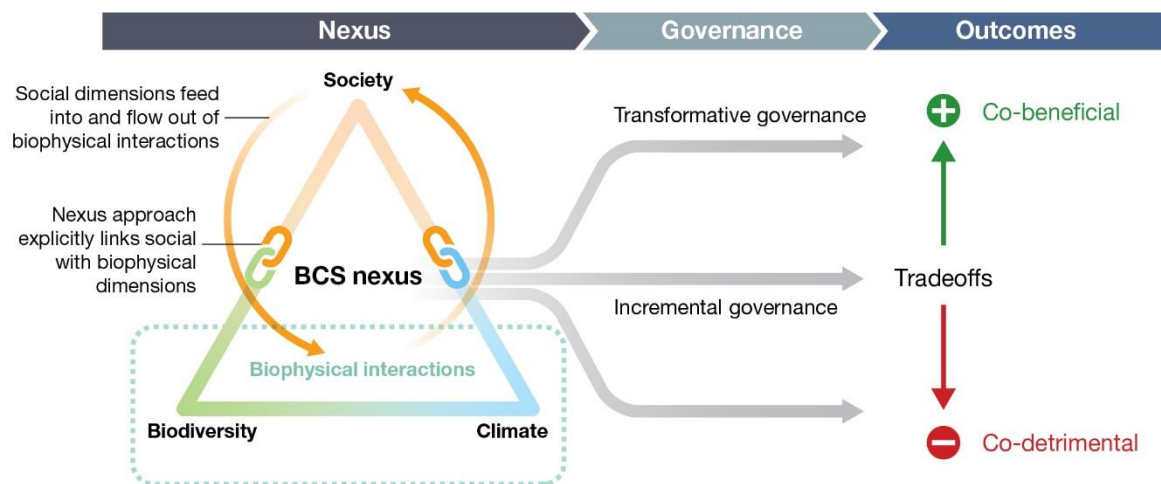 Nexus
Governance
Outcomes
Society
Social dimensions feed
into and flow out of
biophysical interactions
Nexus approach
explicitly links social
with biophysical
dimensions
BCS nexus
Biophysical interactions
Biodiversity
Climate
Transformative governance
Incremental governance
Co-beneficial
Tradeoffs
Co-detrimental